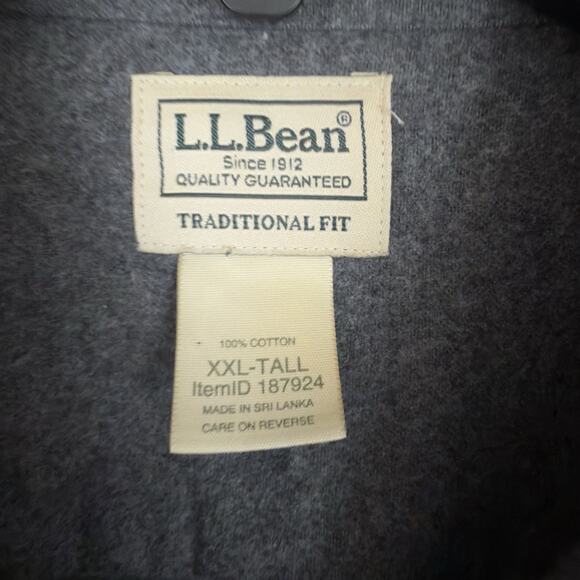 L.L.Bean®
Since 1912
QUALITY GUARANTEED
TRADITIONAL FIT
100% COTTON
XXL-TALL
ItemID 187924
MADE IN SRI LANKA
CARE ON REVERSE